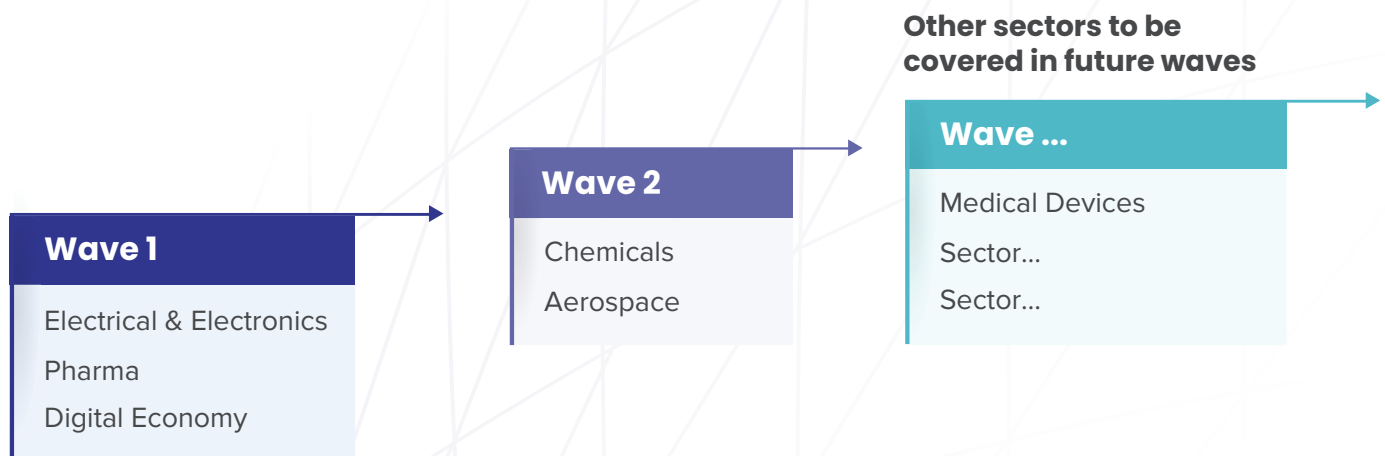 Other sectors to be
covered in future waves
Wave 1
Electrical & Electronics
Pharma
Digital Economy
Wave 2
Chemicals
Aerospace
Wave ...
Medical Devices
Sector...
Sector...